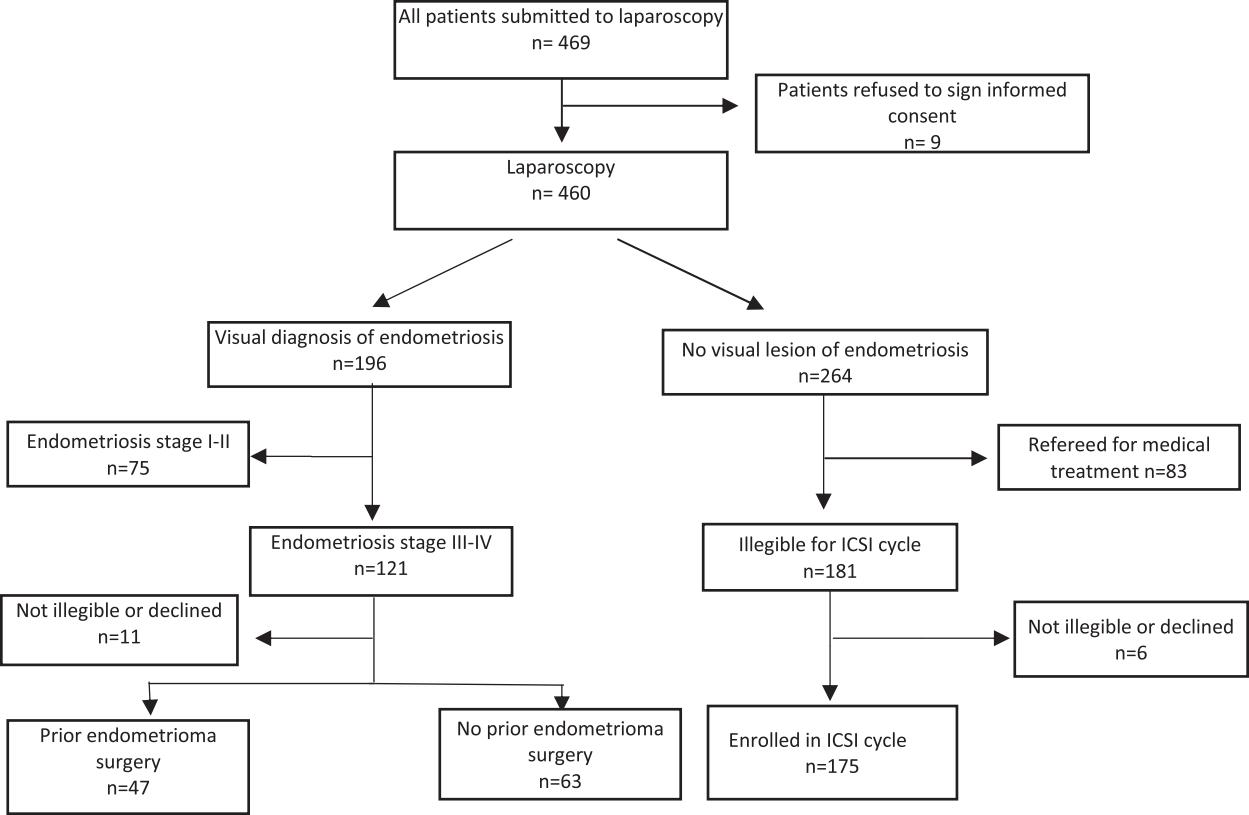 All patients submitted to laparoscopy
n= 469
Patients refused to sign informed
consent
n= 9
Laparoscopy
n= 460
Visual diagnosis of endometriosis
n=196
No visual lesion of endometriosis
n=264
Endometriosis stage I-II
n=75
Refereed for medical
treatment n=83
Endometriosis stage III-IV
n=121
Illegible for ICSI cycle
n=181
Not illegible or declined
n=11
Not illegible or declined
n=6
Prior endometrioma
surgery
n=47
No prior endometrioma
surgery
n=63
Enrolled in ICSI cycle
n=175